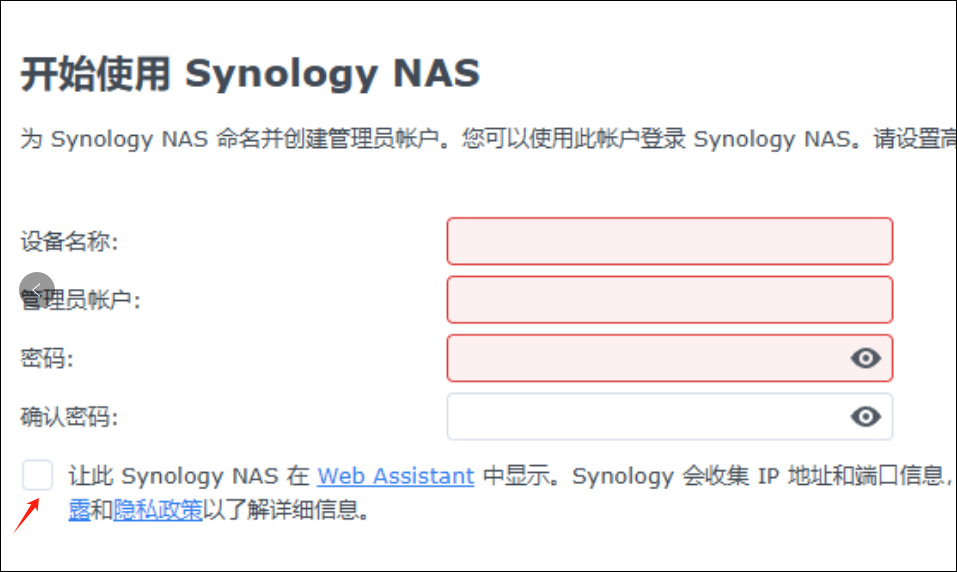 开始使用 Synology NAS
为 Synology NAS 命名并创建管理员帐户。您可以使用此帐户登录 Synology NAS。请设置高
设备名称:
管理员帐户:
密码:
确认密码:
让此 Synology NAS 在 Web Assistant 中显示。Synology 会收集 IP 地址和端口信息,
露和隐私政策以了解详细信息。